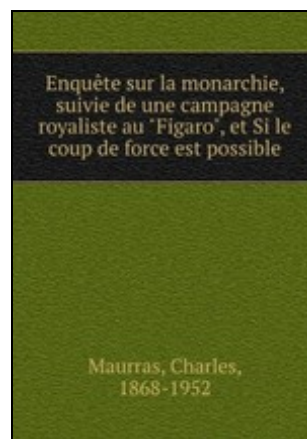 Enquête sur la monarchie,
suivie de une campagne
royaliste au "Figaro", et Si le
coup de force est possible
Maurras, Charles,
1868-1952